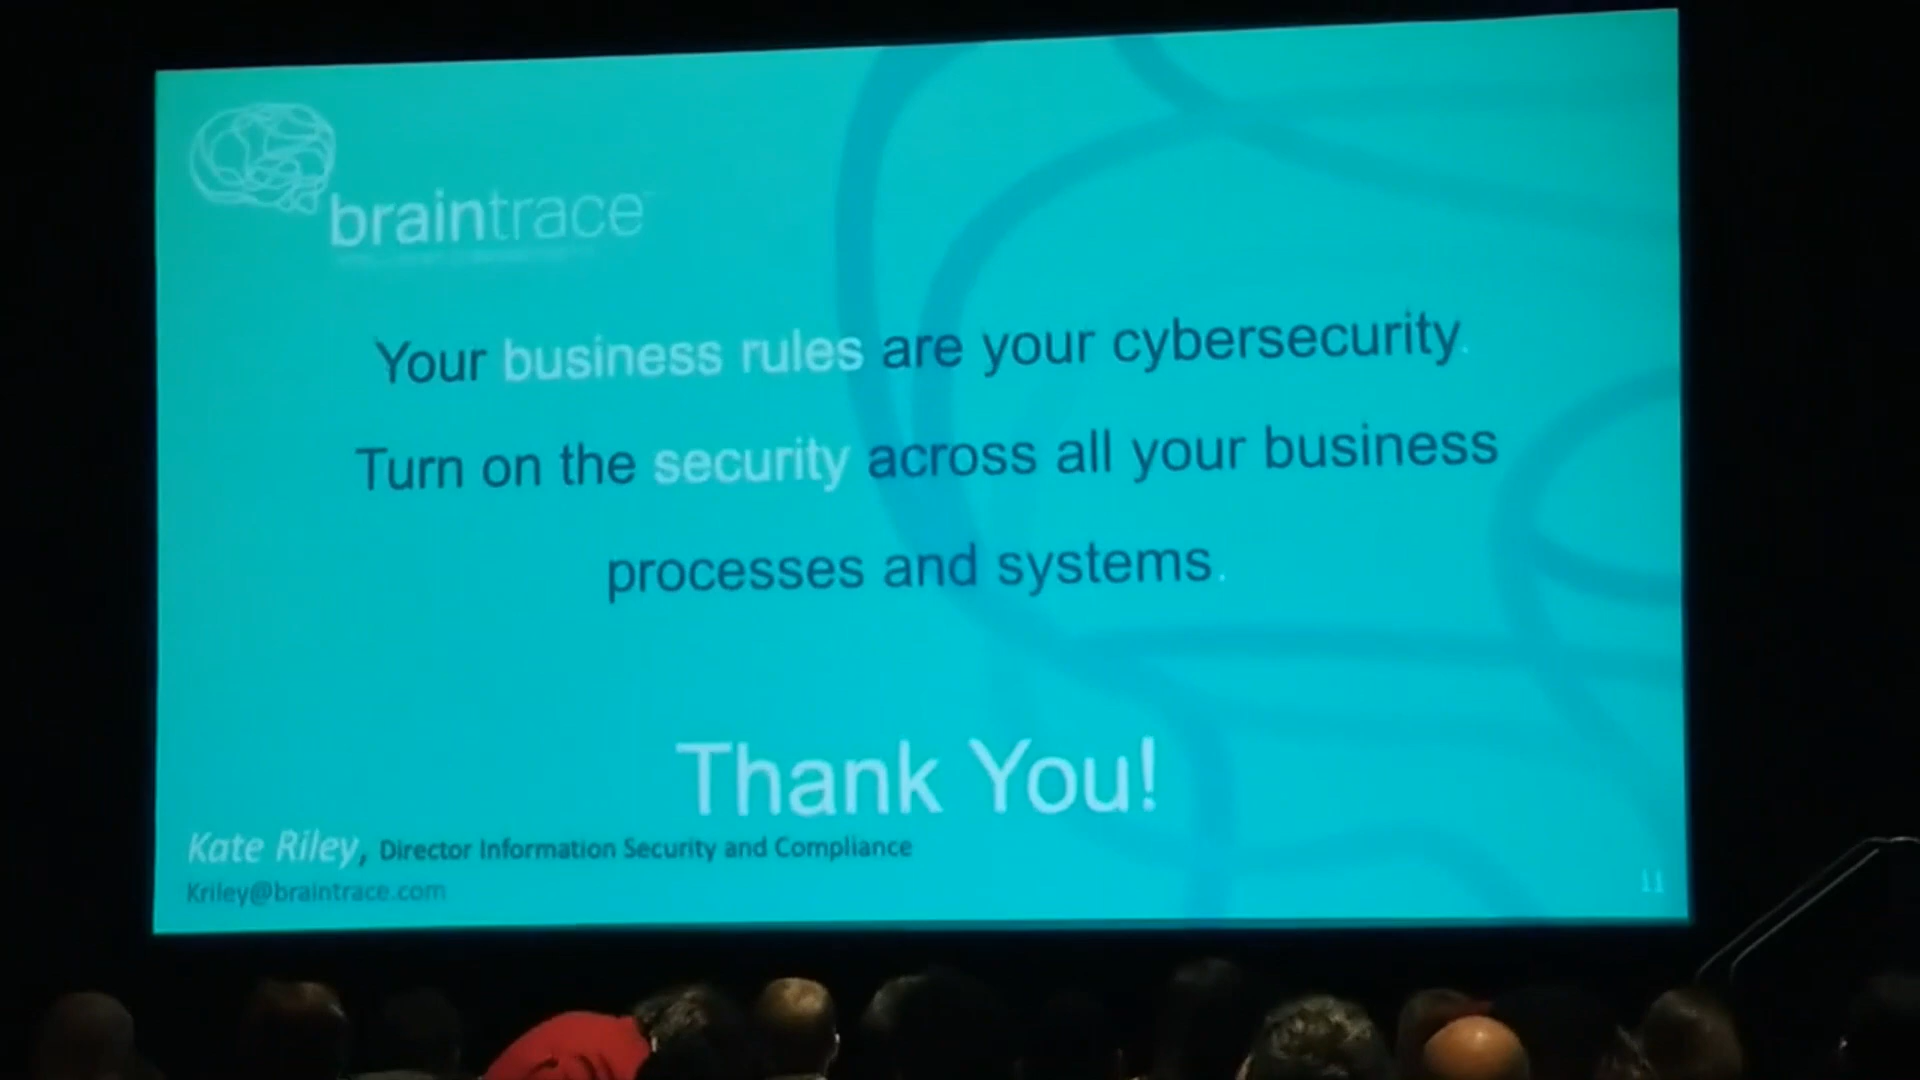 braintrace
Your business rules are your cybersecurity.
Turn on the security across all your business
processes and systems.
Thank You!
Kate Riley, Director Information Security and Compliance
Kriley@braintrace.com
11